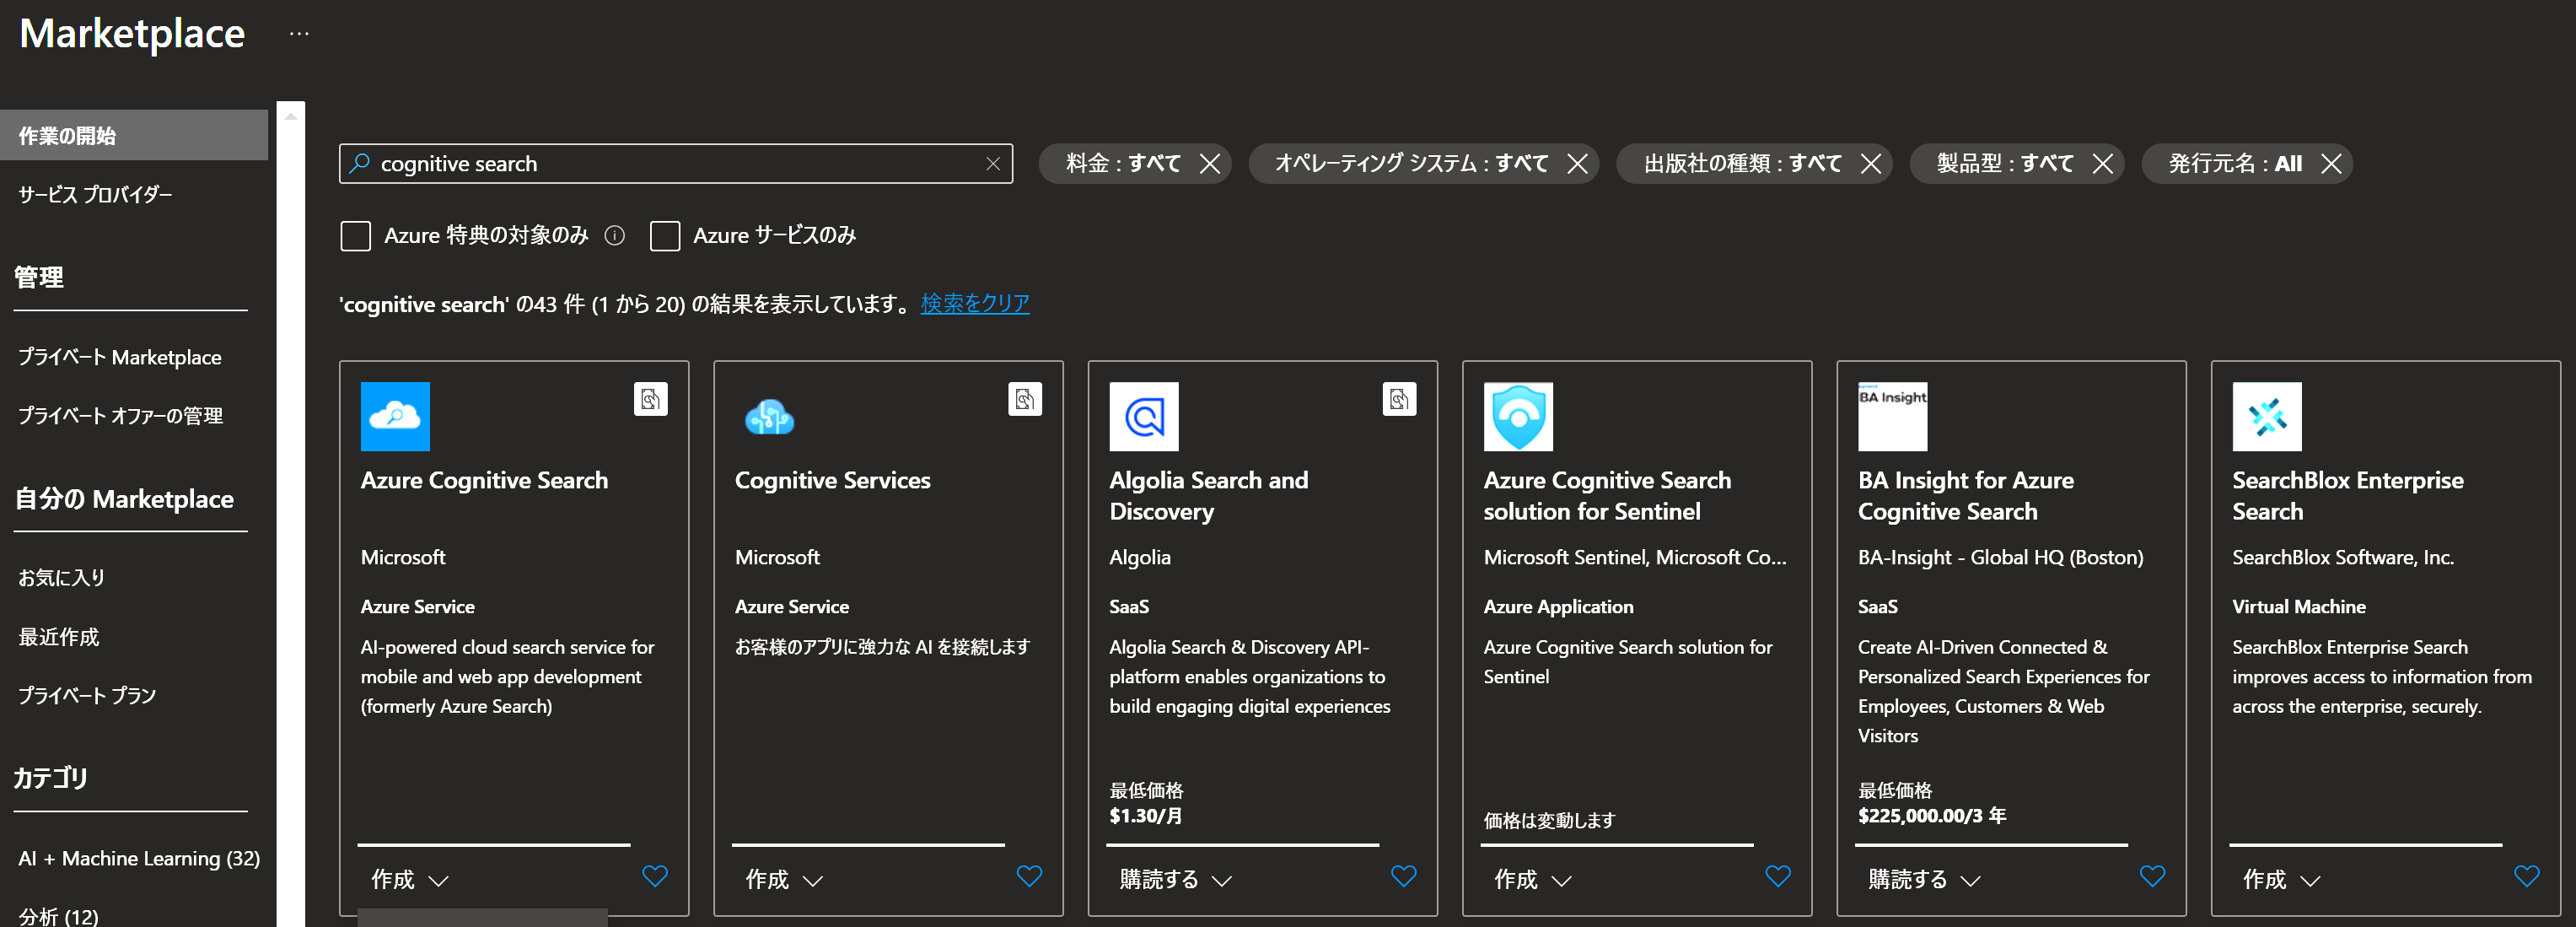 Marketplace ...
作業の開始
サービス プロバイダー
管理
プライベート Marketplace
プライベート オファーの管理
自分の Marketplace
お気に入り
最近作成
プライベート プラン
カテゴリ
AI + Machine Learning (32)
分析 (12)
cognitive search
料金 : すべて
オペレーティング システム : すべて
出版社の種類 : すべて
製品型 : すべて
発行元名 : All
Azure 特典の対象のみ
Azure サービスのみ
'cognitive search' の43 件 (1 から 20) の結果を表示しています。 検索をクリア
Azure Cognitive Search
Microsoft
Azure Service
AI-powered cloud search service for
mobile and web app development
(formerly Azure Search)
作成
Cognitive Services
Microsoft
Azure Service
お客様のアプリに強力な AI を接続します
作成
Algolia Search and
Discovery
Algolia
SaaS
Algolia Search & Discovery API-
platform enables organizations to
build engaging digital experiences
最低価格
$1.30/月
購読する
Azure Cognitive Search
solution for Sentinel
Microsoft Sentinel, Microsoft Co...
Azure Application
Azure Cognitive Search solution for
Sentinel
価格は変動します
作成
BA Insight
BA Insight for Azure
Cognitive Search
BA-Insight - Global HQ (Boston)
SaaS
Create AI-Driven Connected &
Personalized Search Experiences for
Employees, Customers & Web
Visitors
最低価格
$225,000.00/3 年
購読する
SearchBlox Enterprise
Search
SearchBlox Software, Inc.
Virtual Machine
SearchBlox Enterprise Search
improves access to information from
across the enterprise, securely.
作成